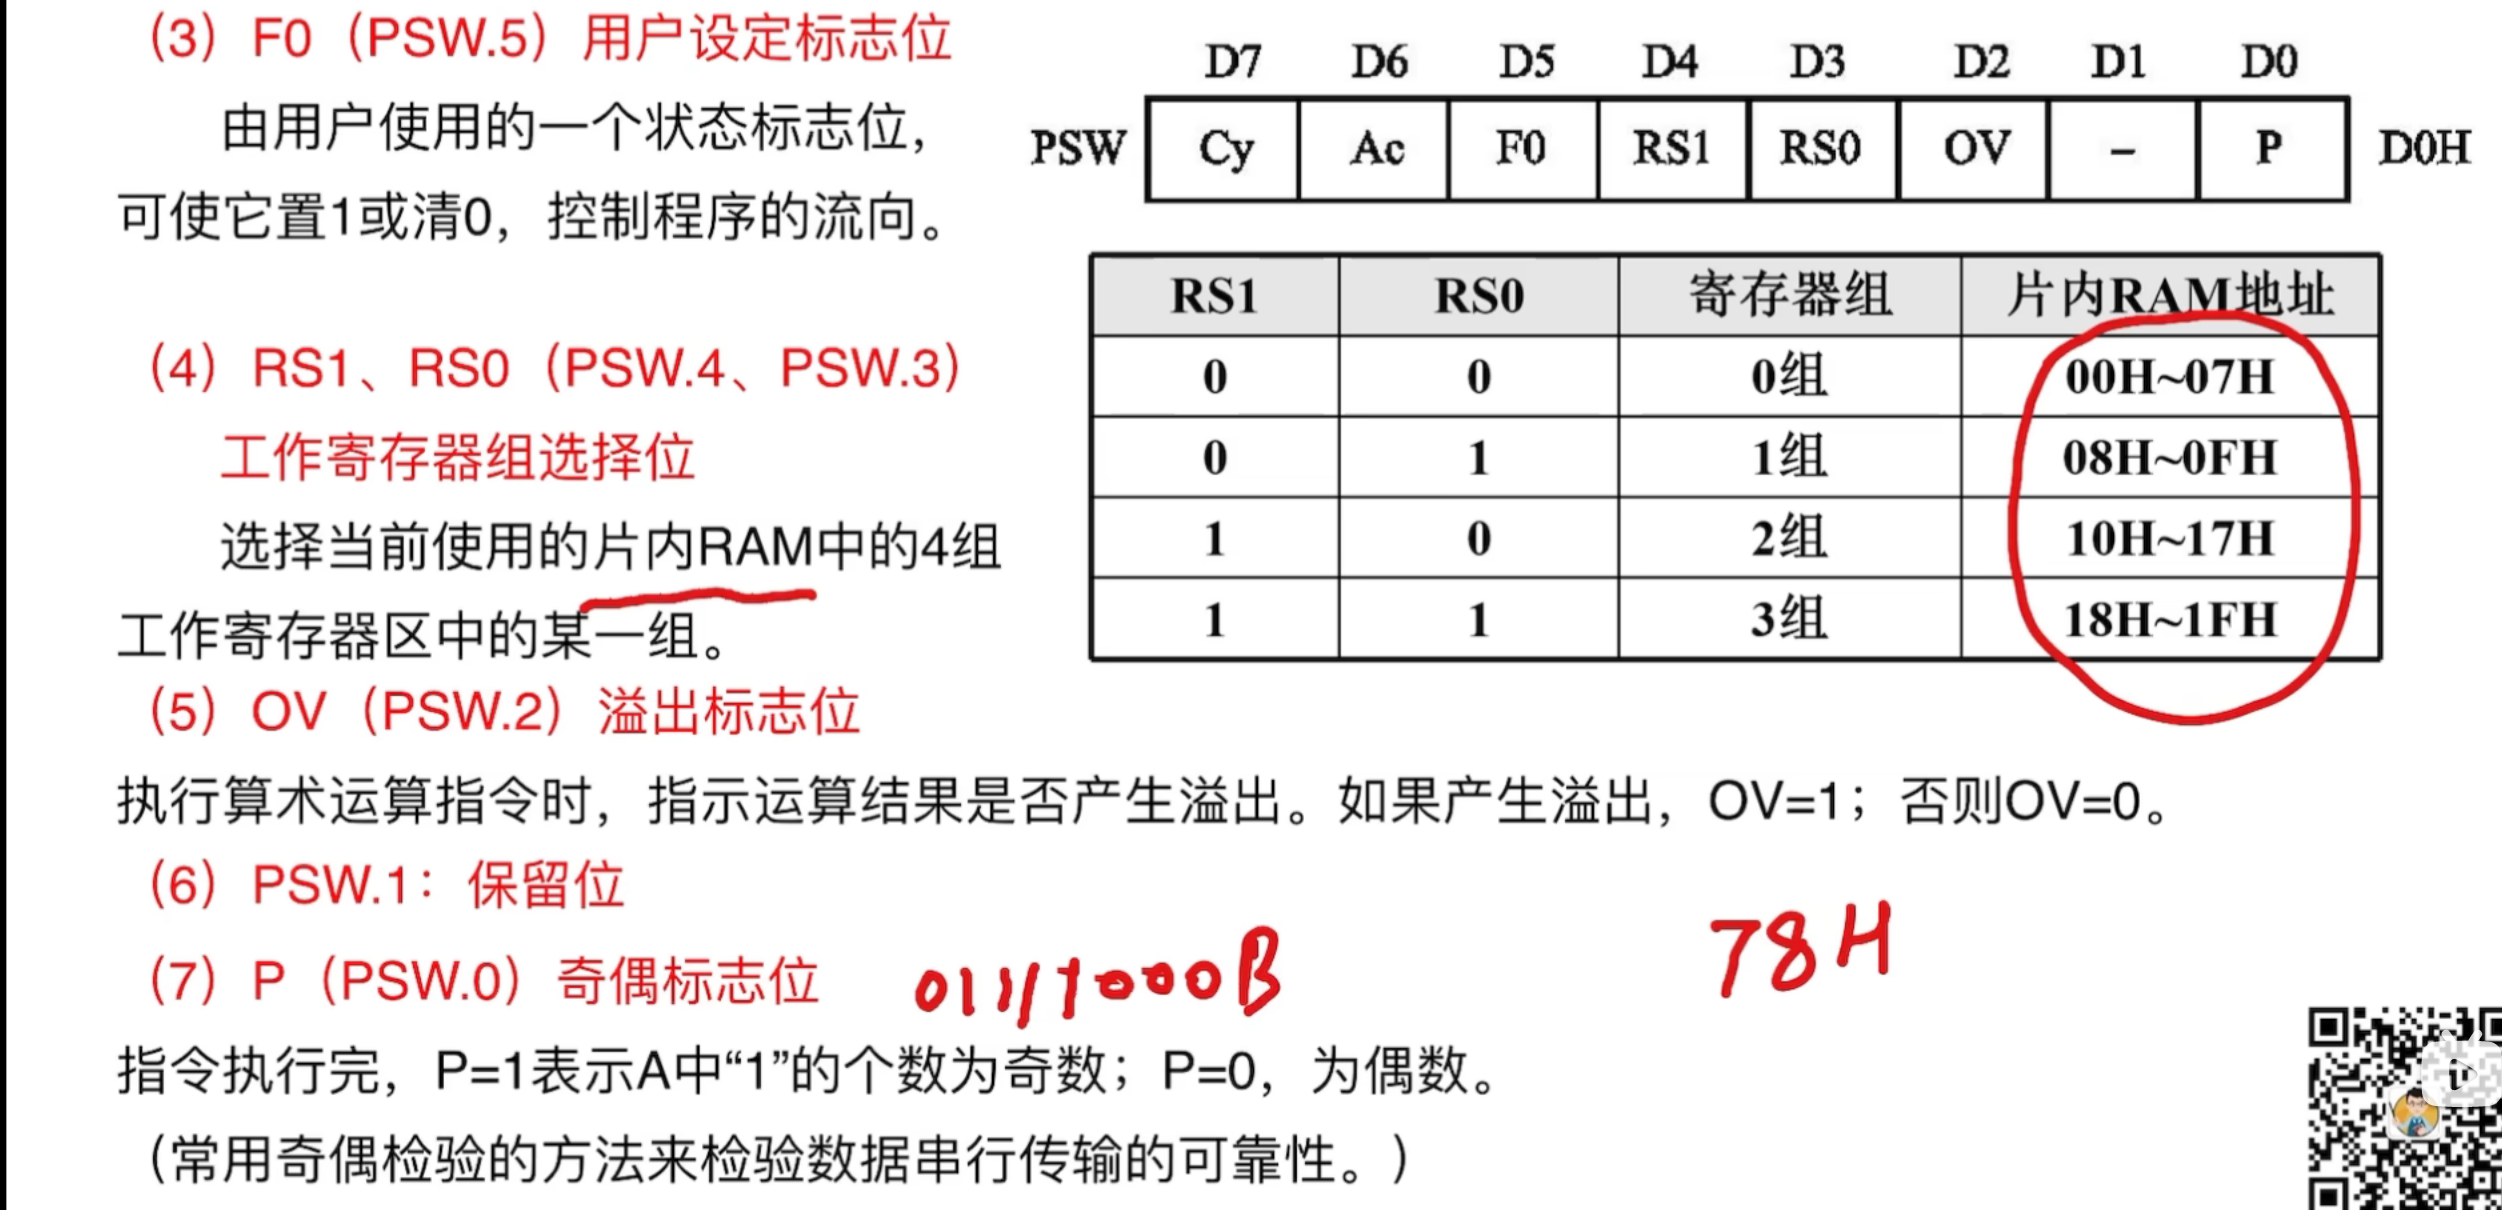 （3）F0（PSW.5）用户设定标志位
由用户使用的一个状态标志位，
可使它置1或清0，控制程序的流向。
（4）RS1、RS0（PSW.4、PSW.3）
工作寄存器组选择位
选择当前使用的片内RAM中的4组
工作寄存器区中的某一组。
D7 D6 D5 D4 D3 D2 D1 D0
PSW Cy Ac F0 RS1 RS0 OV – P D0H
RS1 RS0 寄存器组 片内RAM地址
0 0 0组 00H~07H
0 1 1组 08H~0FH
1 0 2组 10H~17H
1 1 3组 18H~1FH
（5）OV（PSW.2）溢出标志位
执行算术运算指令时，指示运算结果是否产生溢出。如果产生溢出，OV=1；否则OV=0。
（6）PSW.1：保留位
78H
（7）P（PSW.0）奇偶标志位
01111000B
指令执行完，P=1表示A中“1”的个数为奇数；P=0，为偶数。
（常用奇偶检验的方法来检验数据串行传输的可靠性。）